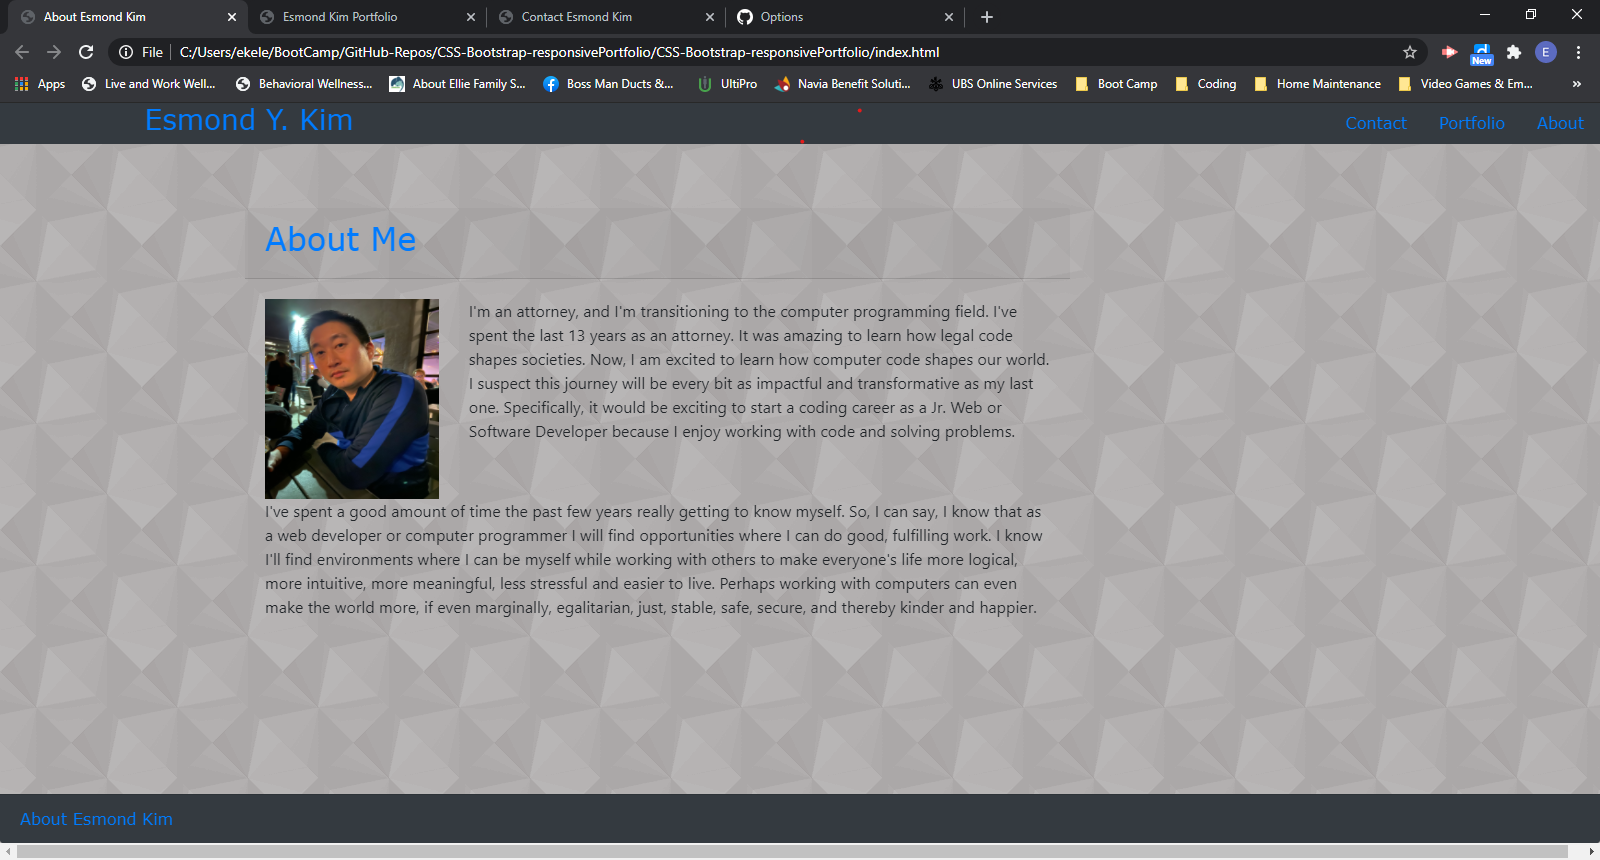 About Esmond Kim
Esmond Kim Portfolio
Contact Esmond Kim
Options
File
C:/Users/ekele/BootCamp/GitHub-Repos/CSS-Bootstrap-responsivePortfolio/CSS-Bootstrap-responsivePortfolio/index.html
New
E
Apps
Live and Work Well...
Behavioral Wellness...
About Ellie Family S...
Boss Man Ducts &...
UltiPro
Navia Benefit Soluti...
UBS Online Services
Boot Camp
Coding
Home Maintenance
Video Games & Em...
»
Esmond Y. Kim
Contact
Portfolio
About
About Me
I'm an attorney, and I'm transitioning to the computer programming field. I've
spent the last 13 years as an attorney. It was amazing to learn how legal code
shapes societies. Now, I am excited to learn how computer code shapes our world.
I suspect this journey will be every bit as impactful and transformative as my last
one. Specifically, it would be exciting to start a coding career as a Jr. Web or
Software Developer because I enjoy working with code and solving problems.
I've spent a good amount of time the past few years really getting to know myself. So, I can say, I know that as
a web developer or computer programmer I will find opportunities where I can do good, fulfilling work. I know
I'll find environments where I can be myself while working with others to make everyone's life more logical,
more intuitive, more meaningful, less stressful and easier to live. Perhaps working with computers can even
make the world more, if even marginally, egalitarian, just, stable, safe, secure, and thereby kinder and happier.
About Esmond Kim